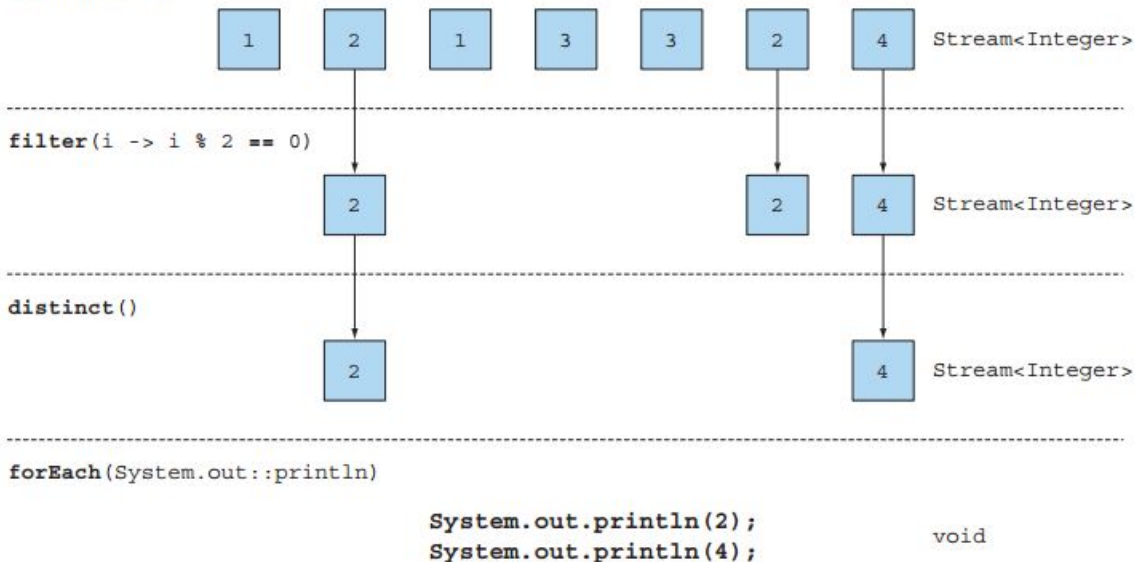 1 2 1 3 3 2 4 Stream<Integer>
filter(i -> i % 2 == 0)
2 2 4 Stream<Integer>
distinct()
2 4 Stream<Integer>
forEach(System.out::println)
System.out.println(2);
System.out.println(4);
void